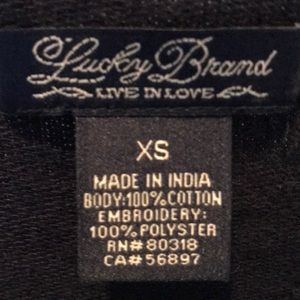 Lucky Brand
LIVE IN LOVE
XS
MADE IN INDIA
BODY:100%COTTON
EMBROIDERY:
100%POLYSTER
RN#80318
CA#56897